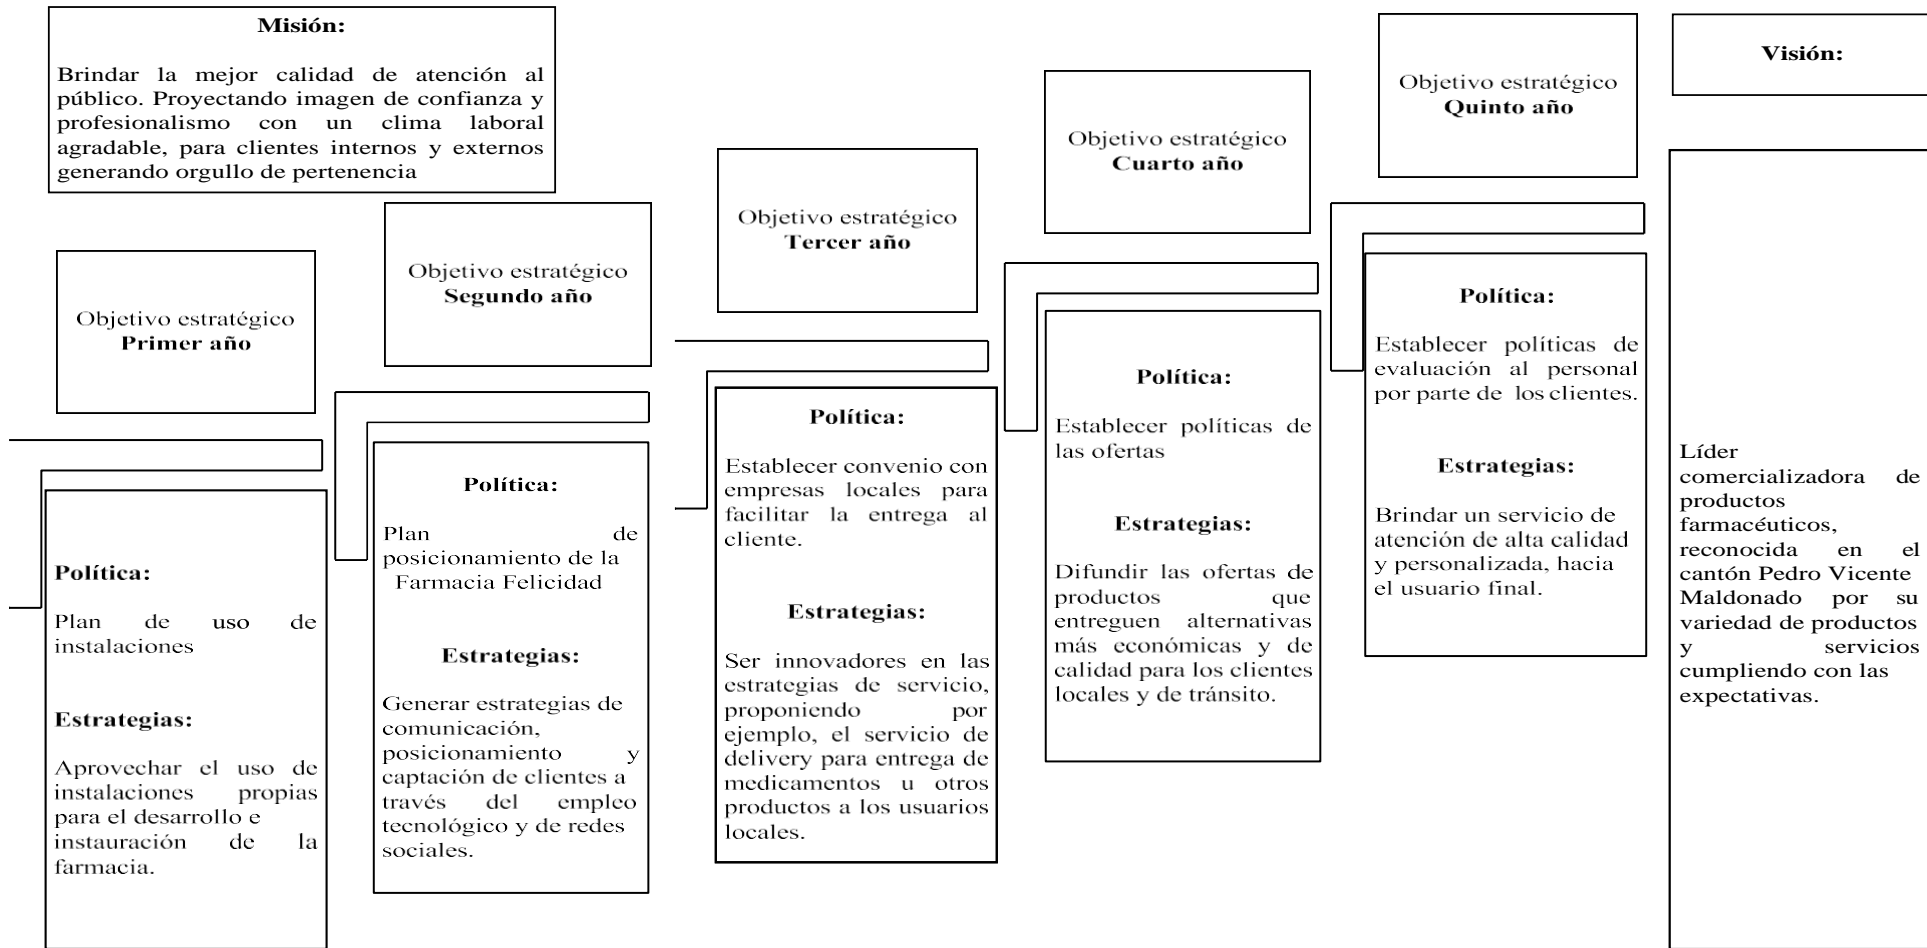 Misión:
Brindar la mejor calidad de atención al
público. Proyectando imagen de confianza y
profesionalismo con un clima laboral
agradable, para clientes internos y externos
generando orgullo de pertenencia
Objetivo estratégico
Primer año
Política:
Plan de uso de
instalaciones
Estrategias:
Aprovechar el uso de
instalaciones propias
para el desarrollo e
instauración de la
farmacia.
Objetivo estratégico
Segundo año
Política:
Plan de
posicionamiento de la
Farmacia Felicidad
Estrategias:
Generar estrategias de
comunicación,
posicionamiento y
captación de clientes a
través del empleo
tecnológico y de redes
sociales.
Objetivo estratégico
Tercer año
Política:
Establecer convenio con
empresas locales para
facilitar la entrega al
cliente.
Estrategias:
Ser innovadores en las
estrategias de servicio,
proponiendo por
ejemplo, el servicio de
delivery para entrega de
medicamentos u otros
productos a los usuarios
locales.
Objetivo estratégico
Cuarto año
Política:
Establecer políticas de
las ofertas
Estrategias:
Difundir las ofertas de
productos que
entreguen alternativas
más económicas y de
calidad para los clientes
locales y de tránsito.
Objetivo estratégico
Quinto año
Política:
Establecer políticas de
evaluación al personal
por parte de los clientes.
Estrategias:
Brindar un servicio de
atención de alta calidad
y personalizada, hacia
el usuario final.
Visión:
Líder
comercializadora de
productos
farmacéuticos,
reconocida en el
cantón Pedro Vicente
Maldonado por su
variedad de productos
y servicios
cumpliendo con las
expectativas.